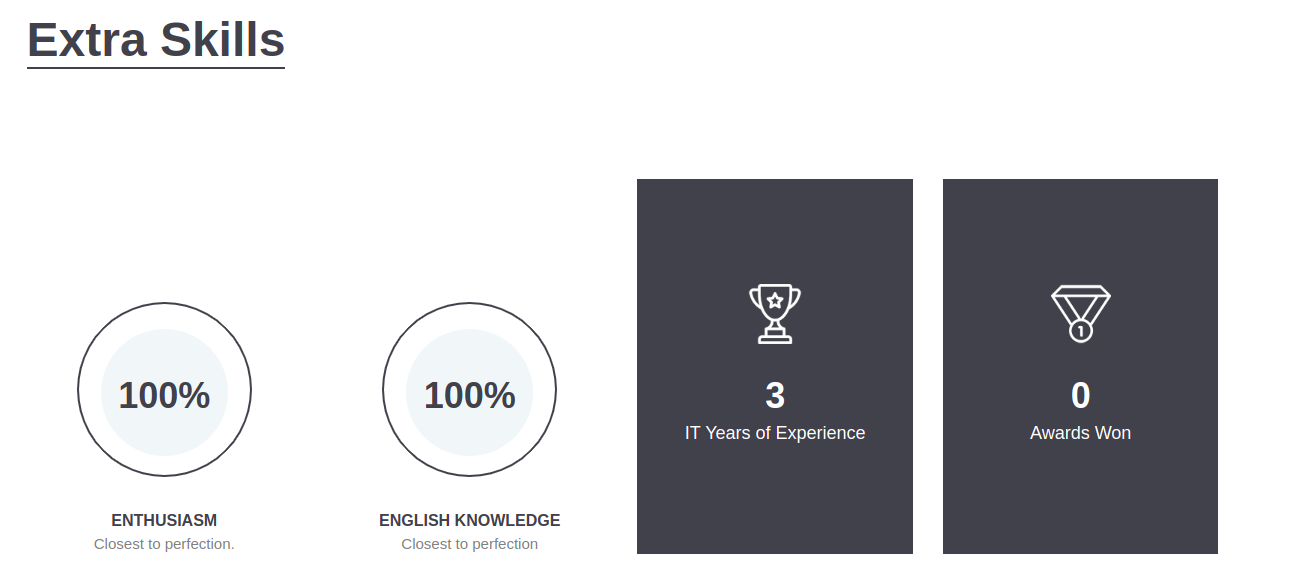 Extra Skills
100%
ENTHUSIASM
Closest to perfection.
100%
ENGLISH KNOWLEDGE
Closest to perfection
3
IT Years of Experience
1
0
Awards Won